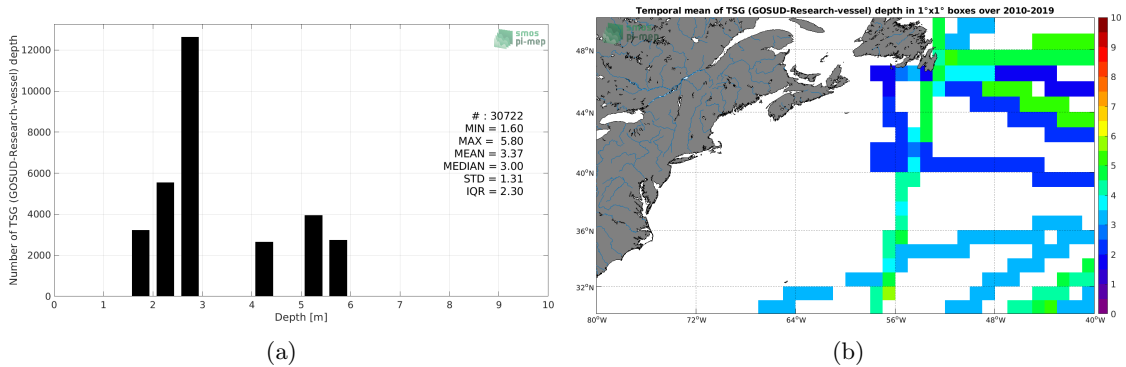 12000
10000
8000
6000
4000
2000
0
Number of TSG (GOSUD-Research-vessel) depth
smos
pi-mep
# : 30722
MIN = 1.60
MAX = 5.80
MEAN = 3.37
MEDIAN = 3.00
STD = 1.31
IQR = 2.30
0 1 2 3 4 5 6 7 8 9 10
Depth [m]
(a)
Temporal mean of TSG (GOSUD-Research-vessel) depth in 1°x1° boxes over 2010-2019
smos
pi-mep
48°N
44°N
40°N
36°N
32°N
80°W 72°W 64°W 56°W 48°W 40°W
10
9
8
7
6
5
4
3
2
1
0
(b)